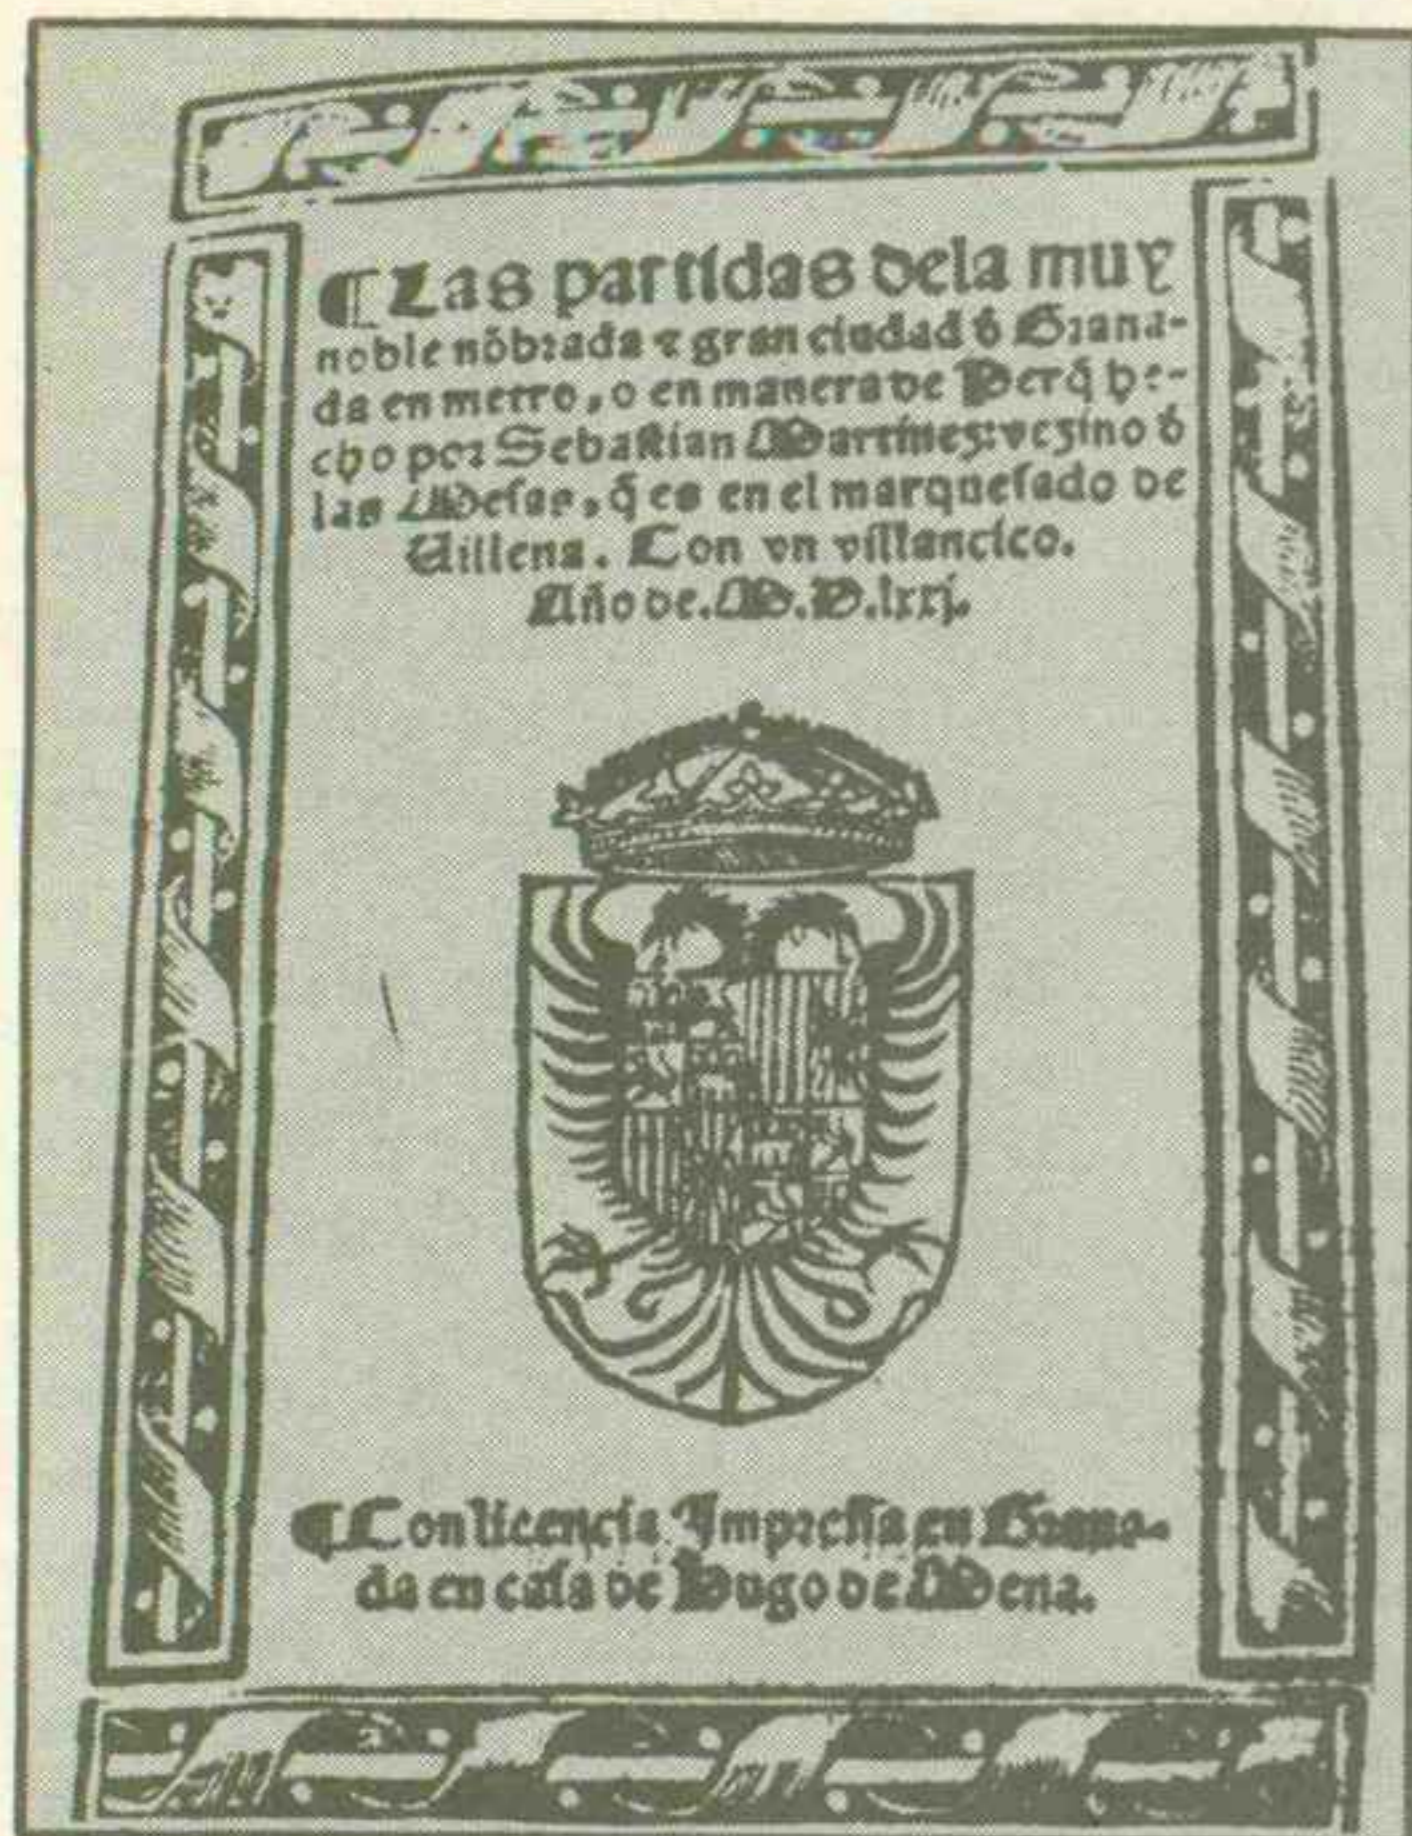 ¶ Las partidas dela muy
noble nõbrada ⁊ gran ciudad đ Grana-
da en metro, o en manera de Perq̃ he-
cho por Sebastian Martinez: vezino đ
las Mesas, q̃ es en el marquesado de
Uillena. Con vn villancico.
Año de. M. D. lxxj.
¶ Con licencia Impressa en Grana-
da en casa de Hugo de Mena.